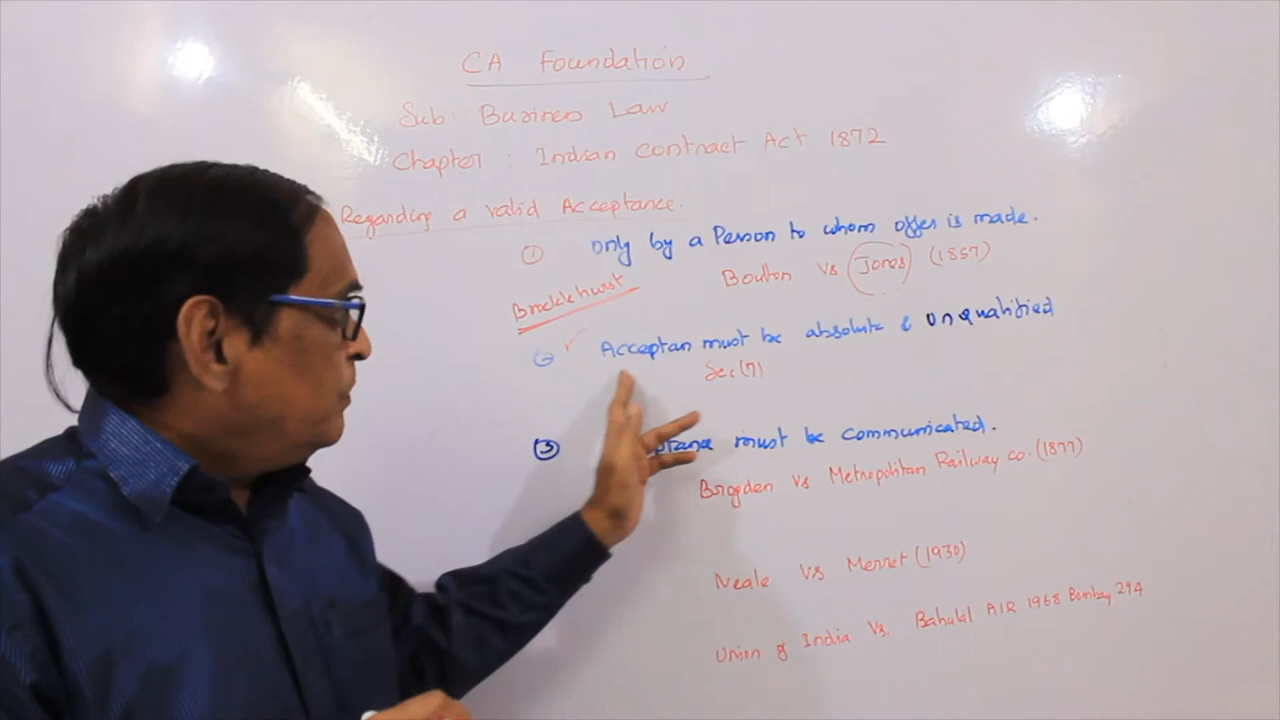 CA Foundation
Sub: Business Law
Chapter : Indian Contract Act 1872
Regarding a valid Acceptance.
① only by a Person to whom offer is made.
Boulton Vs Jones (1857)
Brocklehurst
② Acceptan must be absolute & unqualified
Sec(7)
③ ptance must be communicated.
Brogden Vs Metropolitan Railway co. (1877)
Neale Vs Merret (1930)
Union of India Vs. Bahulal AIR 1968 Bombay 294